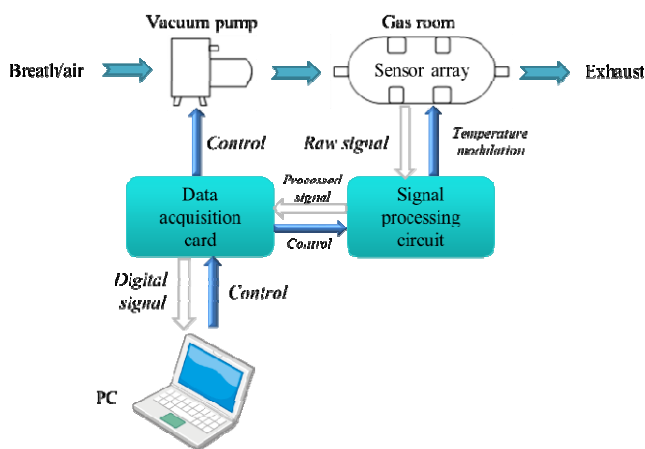 Vacuum pump
Gas room
Breath/air
Sensor array
Exhaust
Control
Raw signal
Temperature
modulation
Data
acquisition
card
Processed
signal
Control
Signal
processing
circuit
Digital
signal
Control
PC